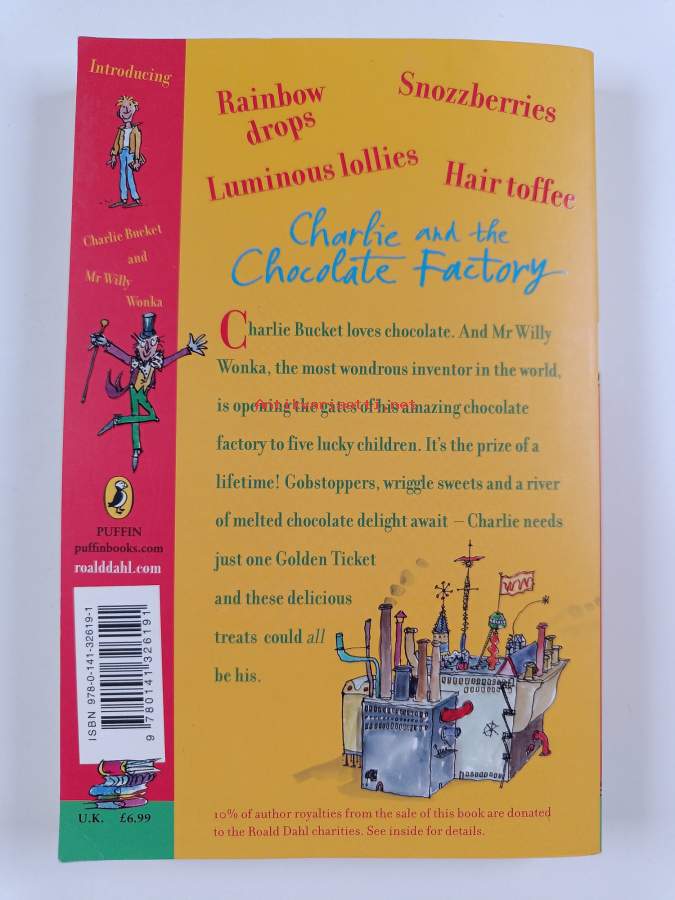 Introducing
Charlie Bucket
and
Mr Willy
Wonka
PUFFIN
puffinbooks.com
roalddahl.com
ISBN 978-0-141-32619-1
9 780141 326191
U.K. £6.99
Rainbow
drops
Snozzberries
Luminous lollies
Hair toffee
Charlie and the
Chocolate Factory
Charlie Bucket loves chocolate. And Mr Willy
Wonka, the most wondrous inventor in the world,
is opening the gates of his amazing chocolate
factory to five lucky children. It's the prize of a
lifetime! Gobstoppers, wriggle sweets and a river
of melted chocolate delight await – Charlie needs
just one Golden Ticket
and these delicious
treats could all
be his.
WW
10% of author royalties from the sale of this book are donated
to the Roald Dahl charities. See inside for details.